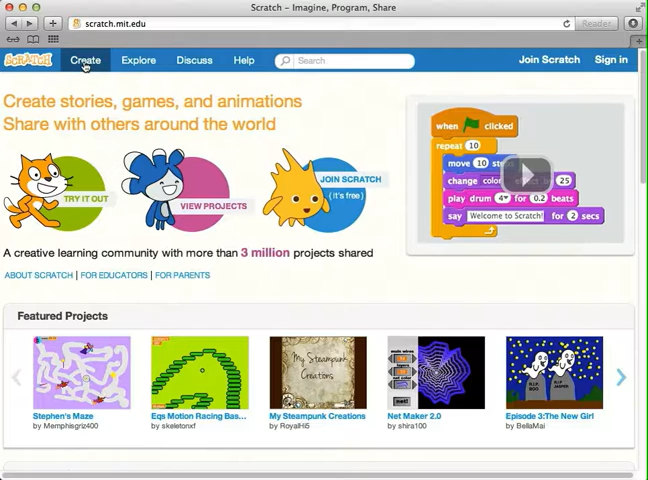 Scratch – Imagine, Program, Share
scratch.mit.edu
Reader
SCRATCH
Create
Explore
Discuss
Help
Search
Join Scratch
Sign in
Create stories, games, and animations
Share with others around the world
TRY IT OUT
VIEW PROJECTS
JOIN SCRATCH
(it's free)
when clicked
repeat 10
move 10 steps
change color 25
play drum 4 for 0.2 beats
say Welcome to Scratch! for 2 secs
A creative learning community with more than 3 million projects shared
ABOUT SCRATCH | FOR EDUCATORS | FOR PARENTS
Featured Projects
My Steampunk
Creations
net!
R.I.P. BOO
R.I.P. JASPER
Stephen's Maze
by Memphisgriz400
Eqs Motion Racing Bas...
by skeletonxf
My Steampunk Creations
by RoyalHi5
Net Maker 2.0
by shira100
Episode 3:The New Girl
by BellaMai